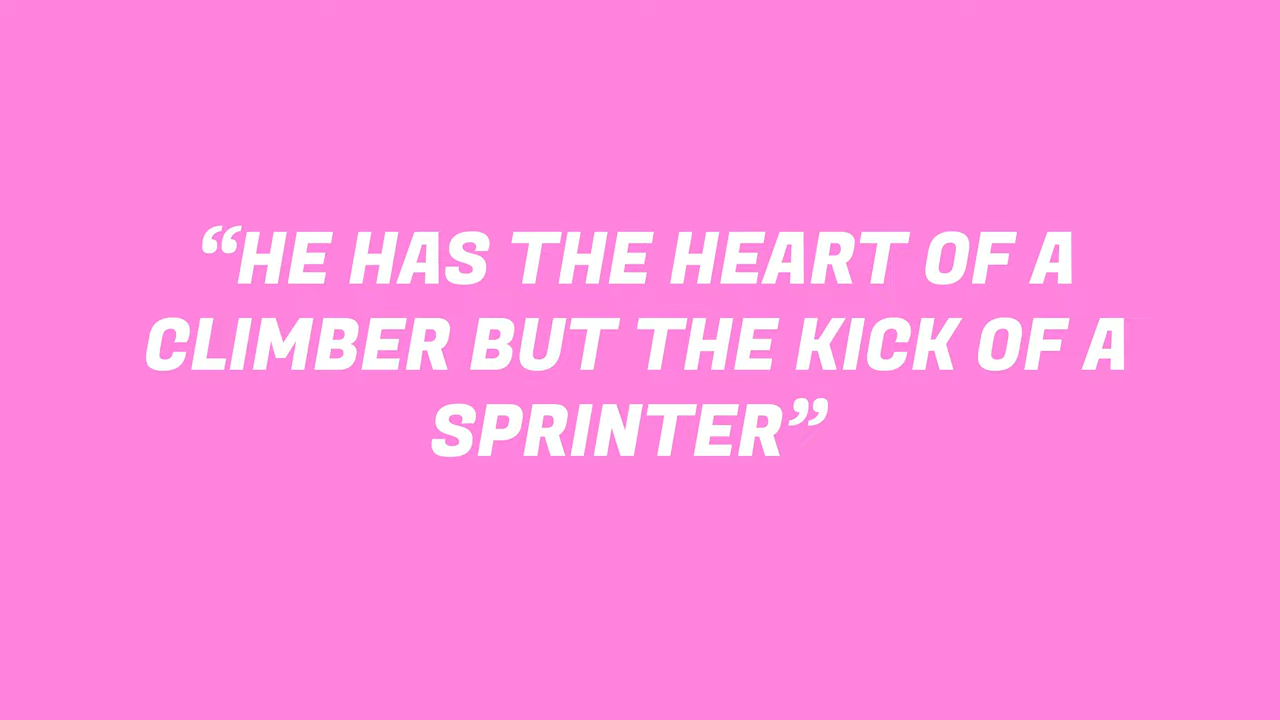 “HE HAS THE HEART OF A
CLIMBER BUT THE KICK OF A
SPRINTER”